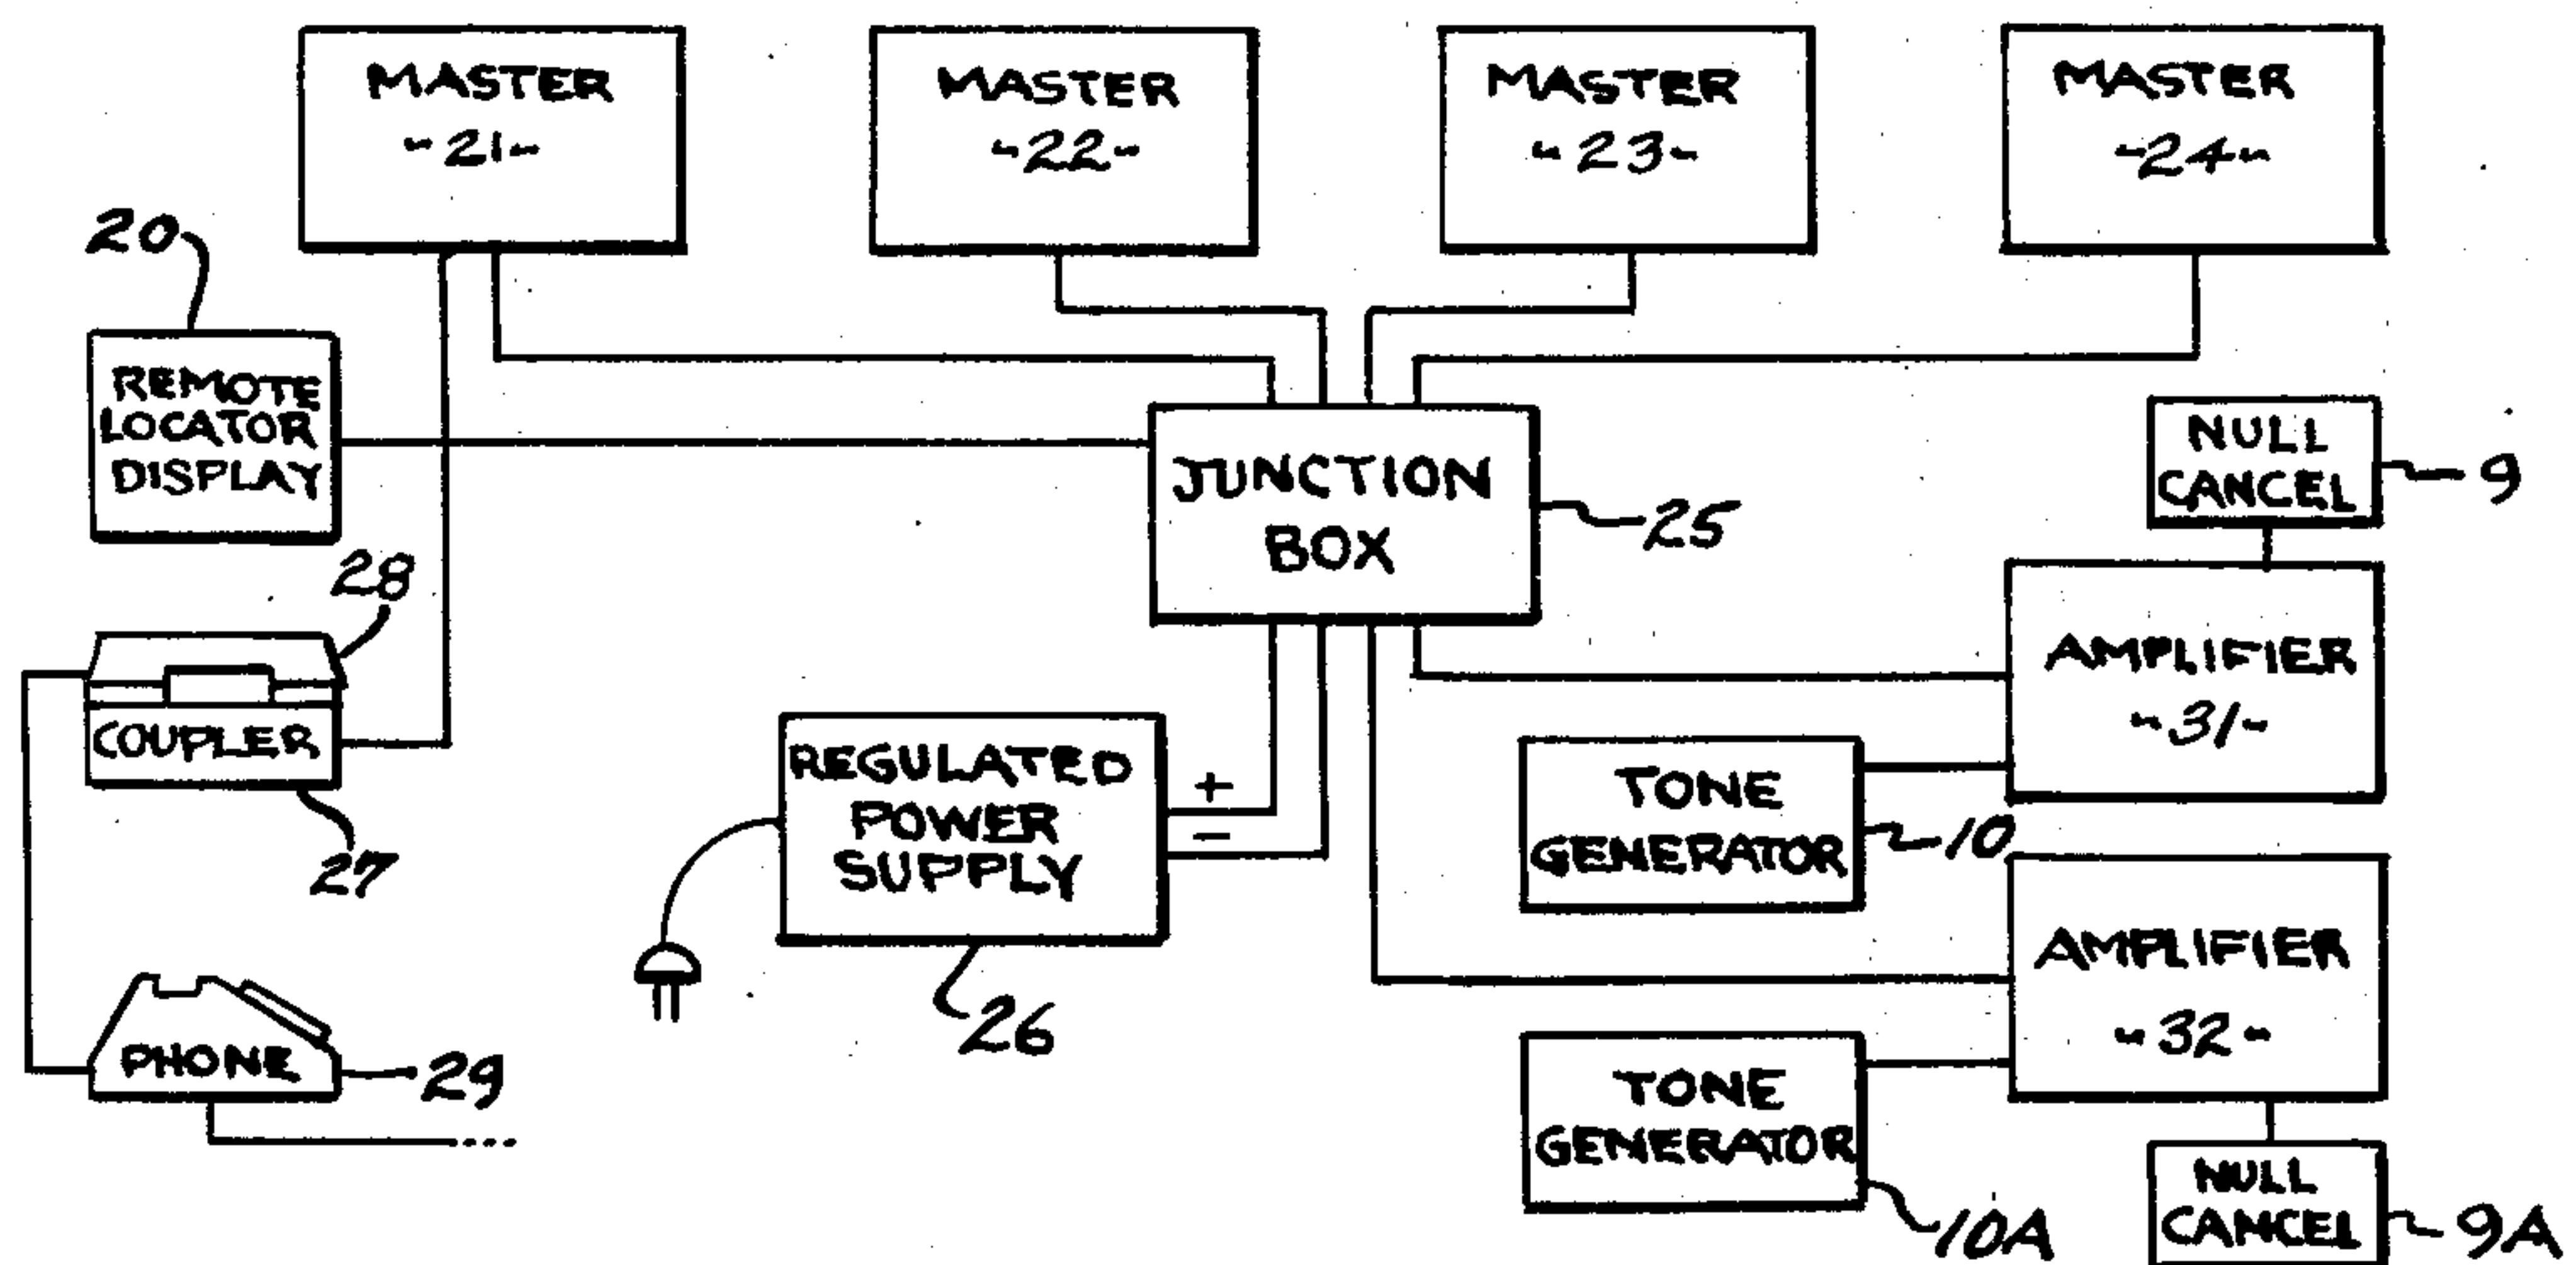 MASTER
-21-
MASTER
-22-
MASTER
-23-
MASTER
-24-
20
REMOTE
LOCATOR
DISPLAY
JUNCTION
BOX
25
NULL
CANCEL
9
28
COUPLER
27
AMPLIFIER
-31-
REGULATED
POWER
SUPPLY
+
-
26
TONE
GENERATOR
10
AMPLIFIER
-32-
PHONE
29
TONE
GENERATOR
10A
NULL
CANCEL
9A